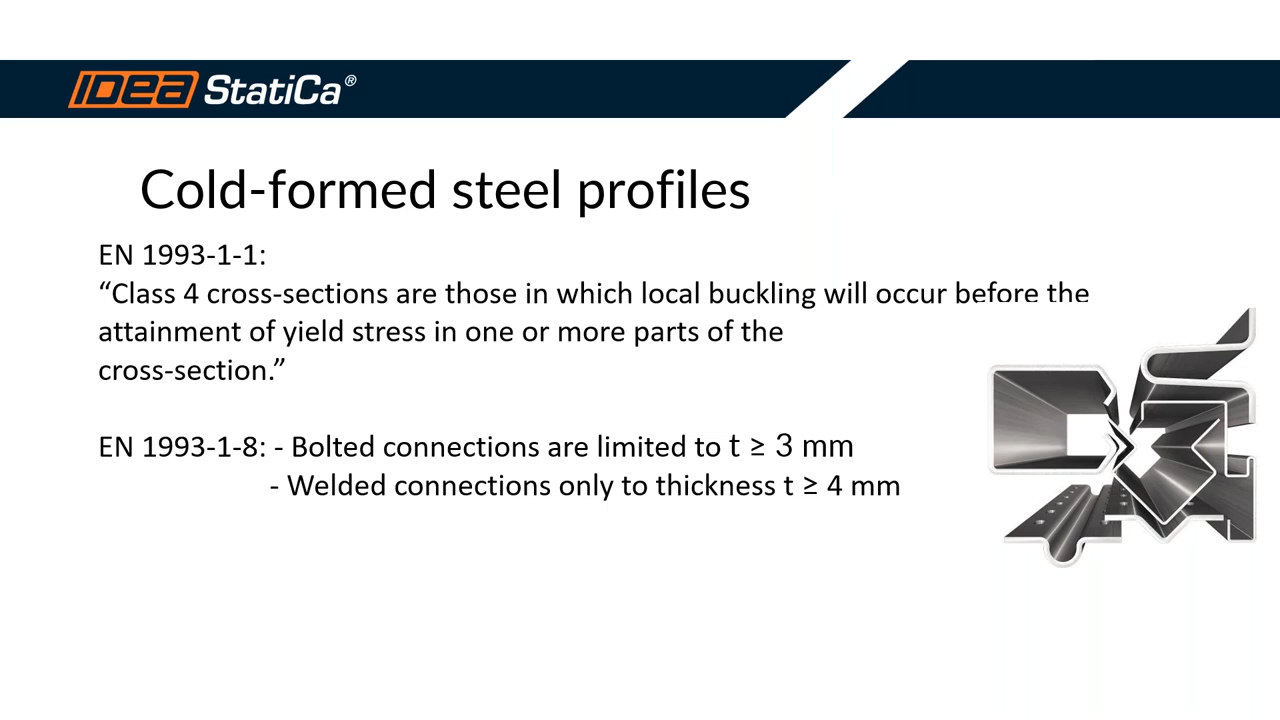 IDEA StatiCa®
Cold-formed steel profiles
EN 1993-1-1:
“Class 4 cross-sections are those in which local buckling will occur before the
attainment of yield stress in one or more parts of the
cross-section.”
EN 1993-1-8: - Bolted connections are limited to t ≥ 3 mm
- Welded connections only to thickness t ≥ 4 mm